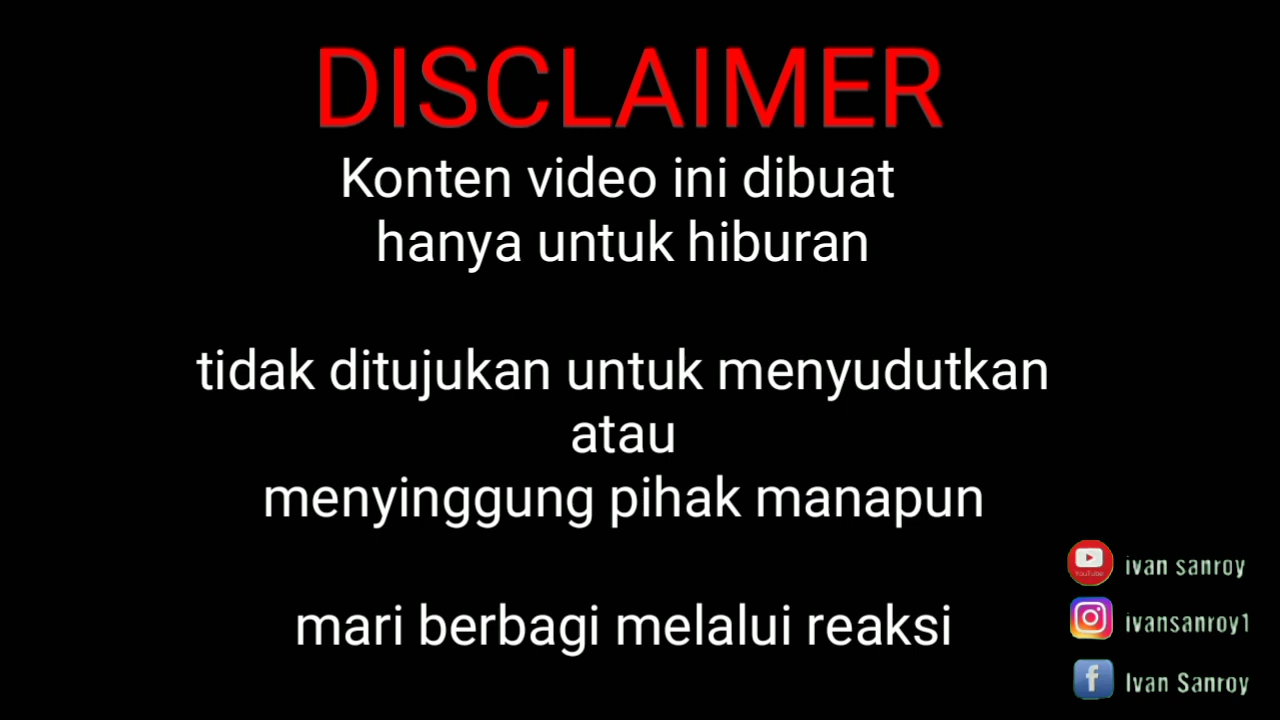 DISCLAIMER
Konten video ini dibuat
hanya untuk hiburan
tidak ditujukan untuk menyudutkan
atau
menyinggung pihak manapun
mari berbagi melalui reaksi
YouTube
ivan sanroy
ivansanroy1
f
Ivan Sanroy